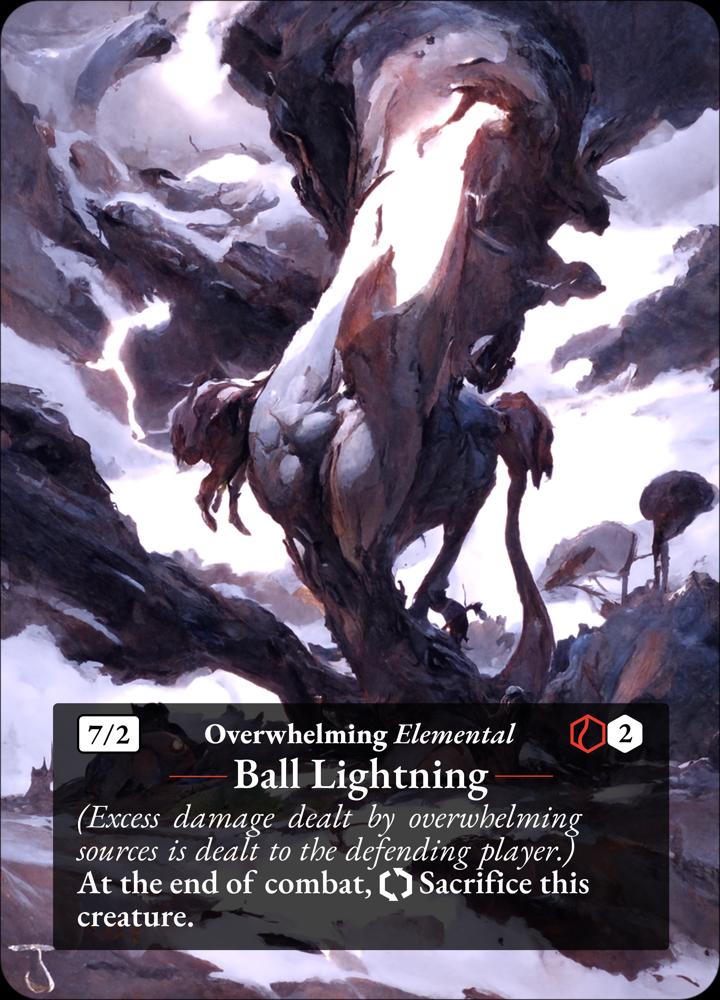 7/2 Overwhelming Elemental 2
Ball Lightning
(Excess damage dealt by overwhelming
sources is dealt to the defending player.)
At the end of combat, Sacrifice this
creature.